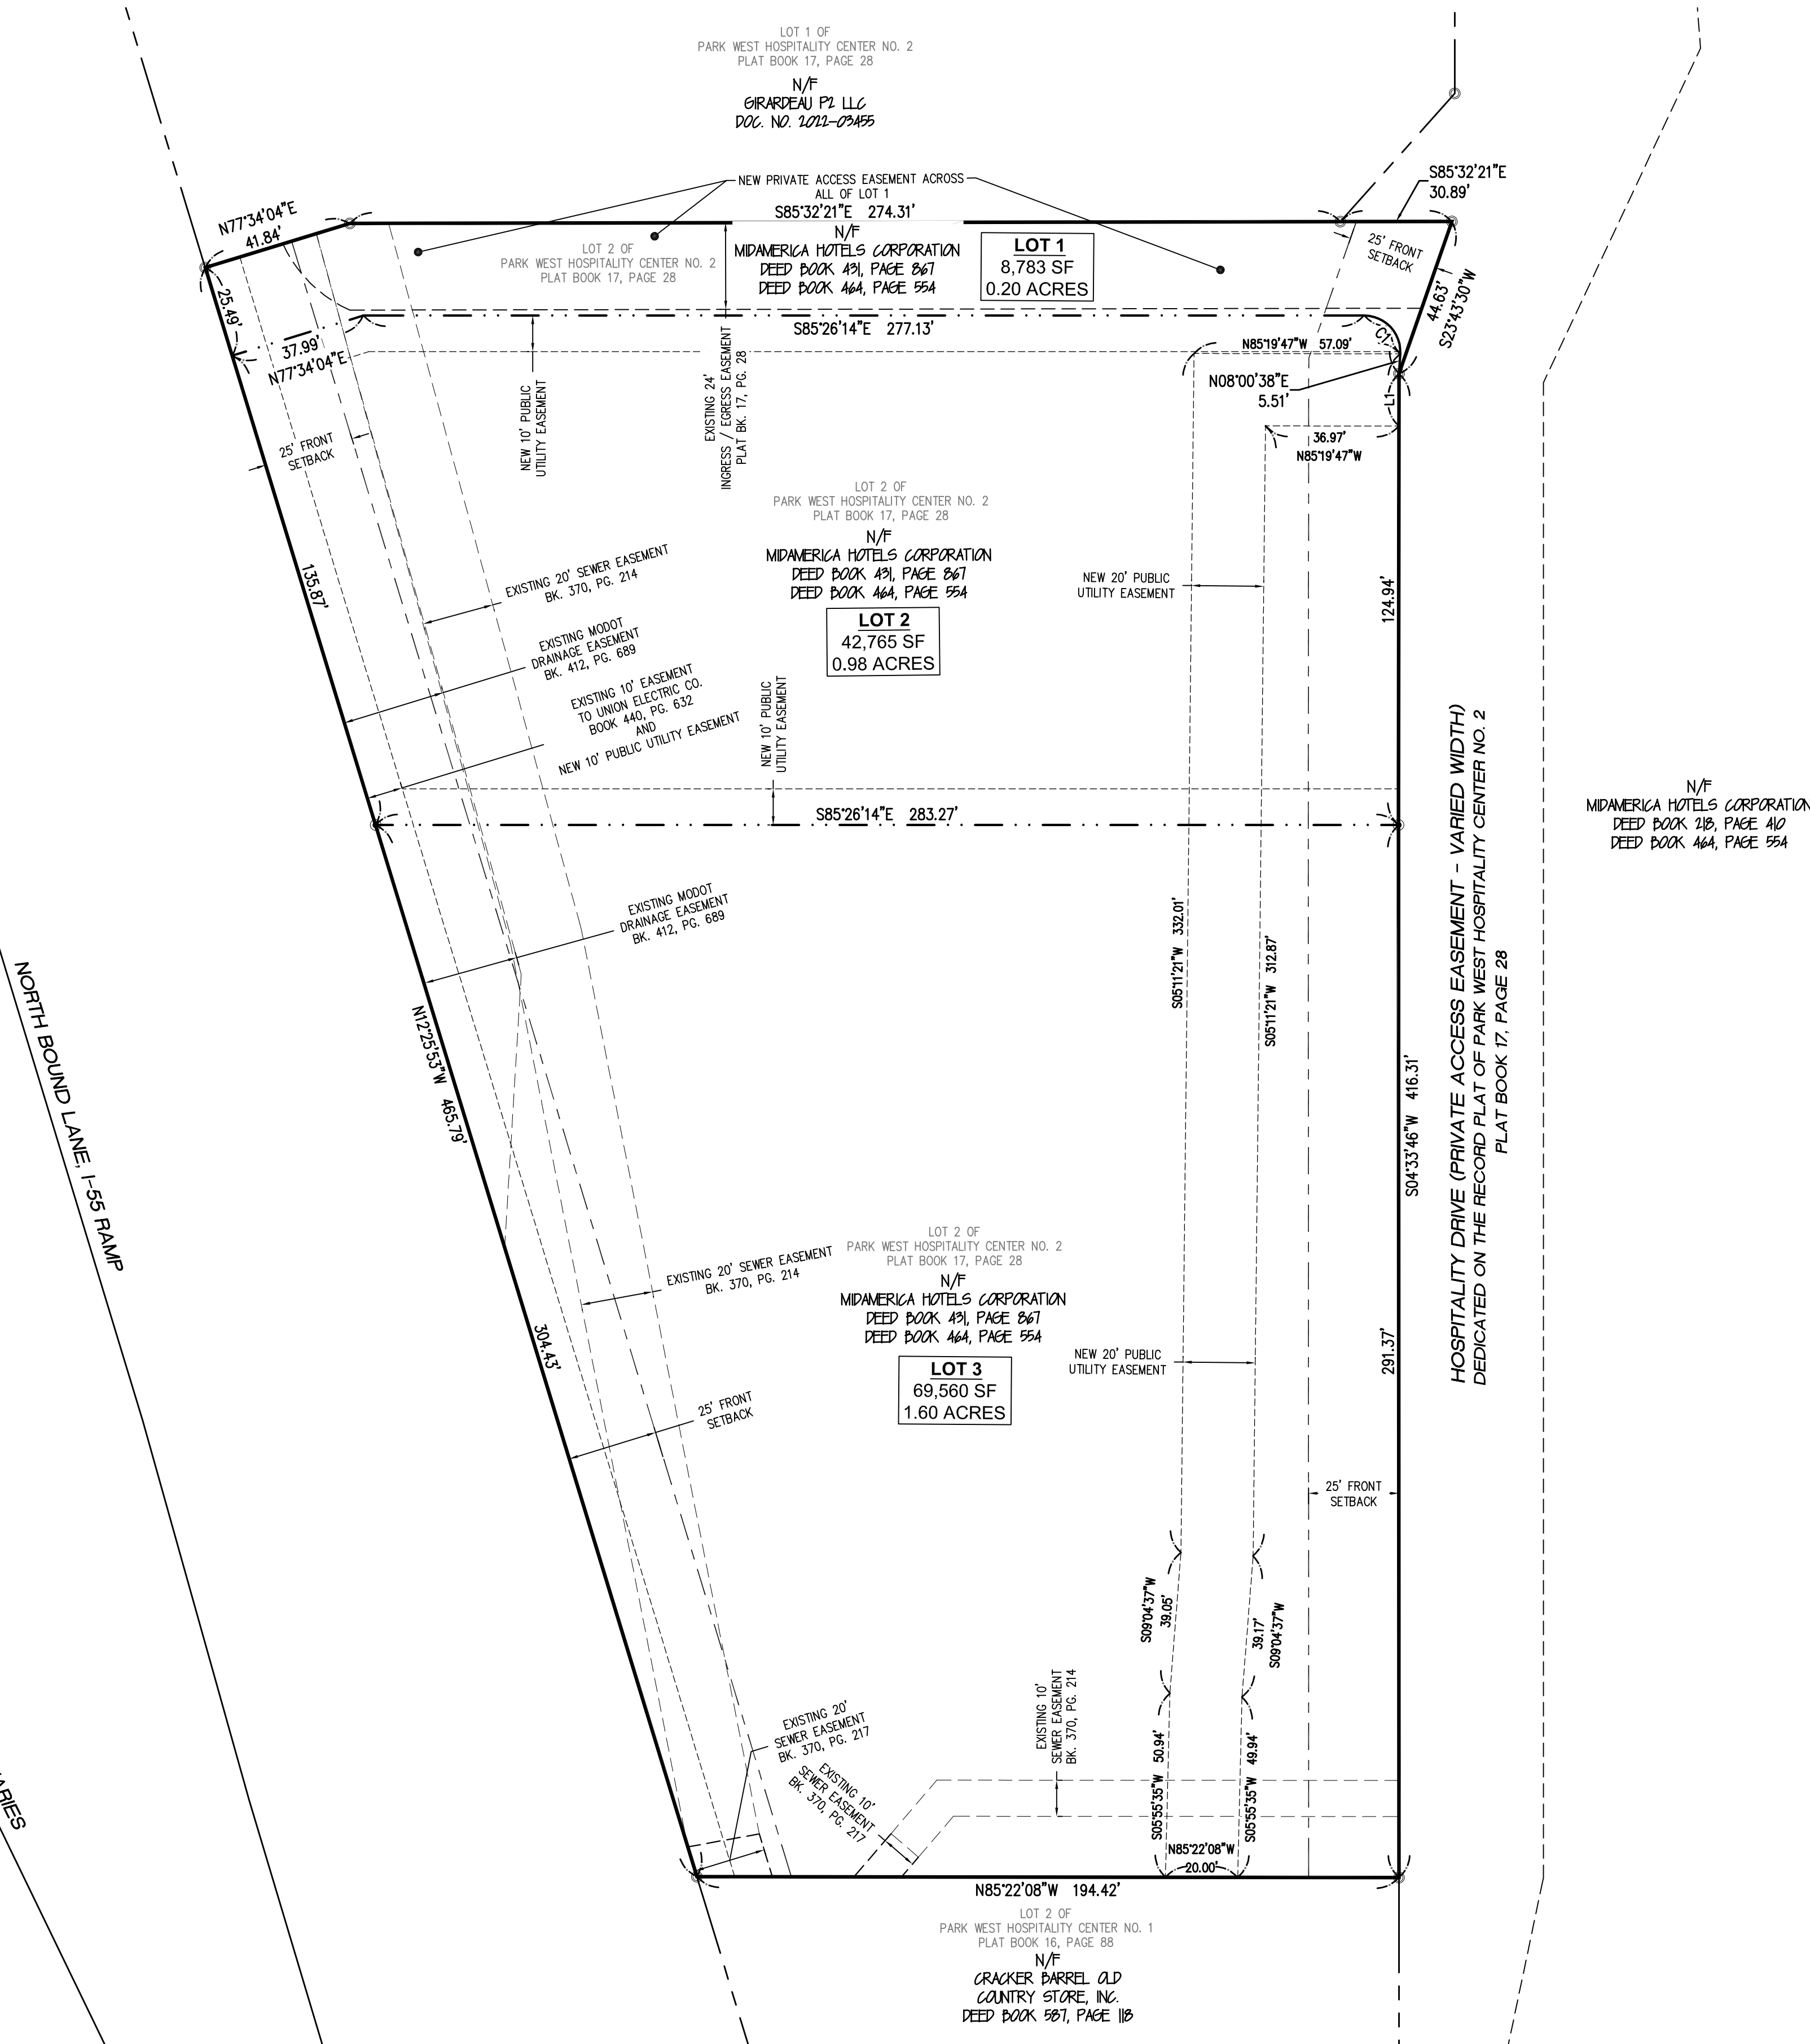 LOT 1 OF
PARK WEST HOSPITALITY CENTER NO. 2
PLAT BOOK 17, PAGE 28
N/F
GIRARDEAU P2 LLC
DOC. NO. 2022-03455
NEW PRIVATE ACCESS EASEMENT ACROSS
ALL OF LOT 1
S85°32'21"E 274.31'
S85°32'21"E
30.89'
N77°34'04"E
41.84'
LOT 2 OF
PARK WEST HOSPITALITY CENTER NO. 2
PLAT BOOK 17, PAGE 28
N/F
MIDAMERICA HOTELS CORPORATION
DEED BOOK 431, PAGE 867
DEED BOOK 464, PAGE 554
LOT 1
8,783 SF
0.20 ACRES
25' FRONT
SETBACK
44.63'
S23°43'30"W
25.49'
37.99'
N77°34'04"E
S85°26'14"E 277.13'
C1
N85°19'47"W 57.09'
N08°00'38"E
5.51'
L1
36.97'
N85°19'47"W
NEW 10' PUBLIC
UTILITY EASEMENT
EXISTING 24'
INGRESS / EGRESS EASEMENT
PLAT BK. 17, PG. 28
25' FRONT
SETBACK
LOT 2 OF
PARK WEST HOSPITALITY CENTER NO. 2
PLAT BOOK 17, PAGE 28
N/F
MIDAMERICA HOTELS CORPORATION
DEED BOOK 431, PAGE 867
DEED BOOK 464, PAGE 554
LOT 2
42,765 SF
0.98 ACRES
135.87'
EXISTING 20' SEWER EASEMENT
BK. 370, PG. 214
EXISTING MODOT
DRAINAGE EASEMENT
BK. 412, PG. 689
EXISTING 10' EASEMENT
TO UNION ELECTRIC CO.
BOOK 440, PG. 632
AND
NEW 10' PUBLIC UTILITY EASEMENT
NEW 20' PUBLIC
UTILITY EASEMENT
124.94'
NEW 10' PUBLIC
UTILITY EASEMENT
S85°26'14"E 283.27'
HOSPITALITY DRIVE (PRIVATE ACCESS EASEMENT - VARIED WIDTH)
DEDICATED ON THE RECORD PLAT OF PARK WEST HOSPITALITY CENTER NO. 2
PLAT BOOK 17, PAGE 28
N/F
MIDAMERICA HOTELS CORPORATION
DEED BOOK 218, PAGE 410
DEED BOOK 464, PAGE 554
EXISTING MODOT
DRAINAGE EASEMENT
BK. 412, PG. 689
S05°11'21"W 332.01'
S05°11'21"W 312.87'
NORTH BOUND LANE, I-55 RAMP
N12°25'53"W 465.79'
S04°33'46"W 416.31'
LOT 2 OF
PARK WEST HOSPITALITY CENTER NO. 2
PLAT BOOK 17, PAGE 28
N/F
MIDAMERICA HOTELS CORPORATION
DEED BOOK 431, PAGE 867
DEED BOOK 464, PAGE 554
LOT 3
69,560 SF
1.60 ACRES
EXISTING 20' SEWER EASEMENT
BK. 370, PG. 214
304.43'
NEW 20' PUBLIC
UTILITY EASEMENT
291.37'
25' FRONT
SETBACK
25' FRONT
SETBACK
S09°04'37"W
39.05'
39.17'
S09°04'37"W
EXISTING 20'
SEWER EASEMENT
BK. 370, PG. 217
EXISTING 10'
SEWER EASEMENT
BK. 370, PG. 217
EXISTING 10'
SEWER EASEMENT
BK. 370, PG. 214
S05°55'35"W 50.94'
S05°55'35"W 49.94'
N85°22'08"W
20.00'
N85°22'08"W 194.42'
LOT 2 OF
PARK WEST HOSPITALITY CENTER NO. 1
PLAT BOOK 16, PAGE 88
N/F
CRACKER BARREL OLD
COUNTRY STORE, INC.
DEED BOOK 587, PAGE 118